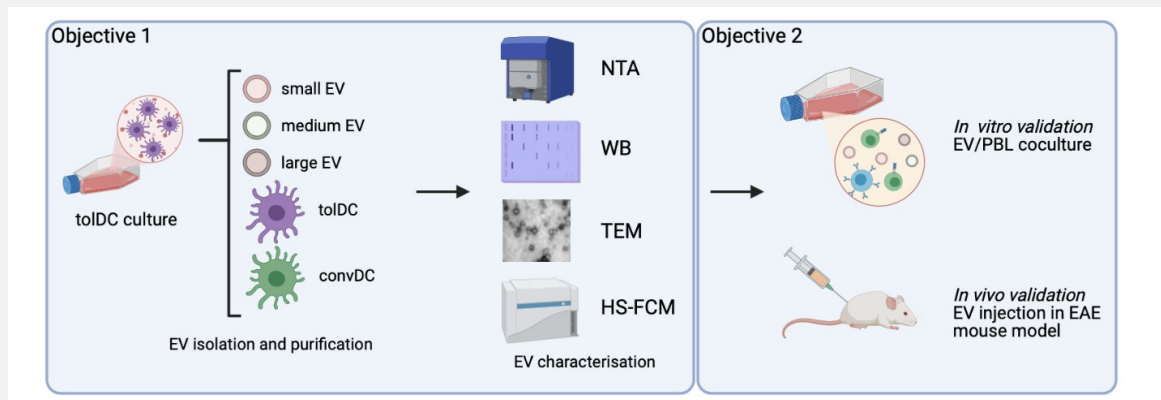 Objective 1
small EV
medium EV
large EV
tolDC
convDC
tolDC culture
EV isolation and purification
NTA
WB
TEM
HS-FCM
EV characterisation
Objective 2
In vitro validation
EV/PBL coculture
In vivo validation
EV injection in EAE
mouse model